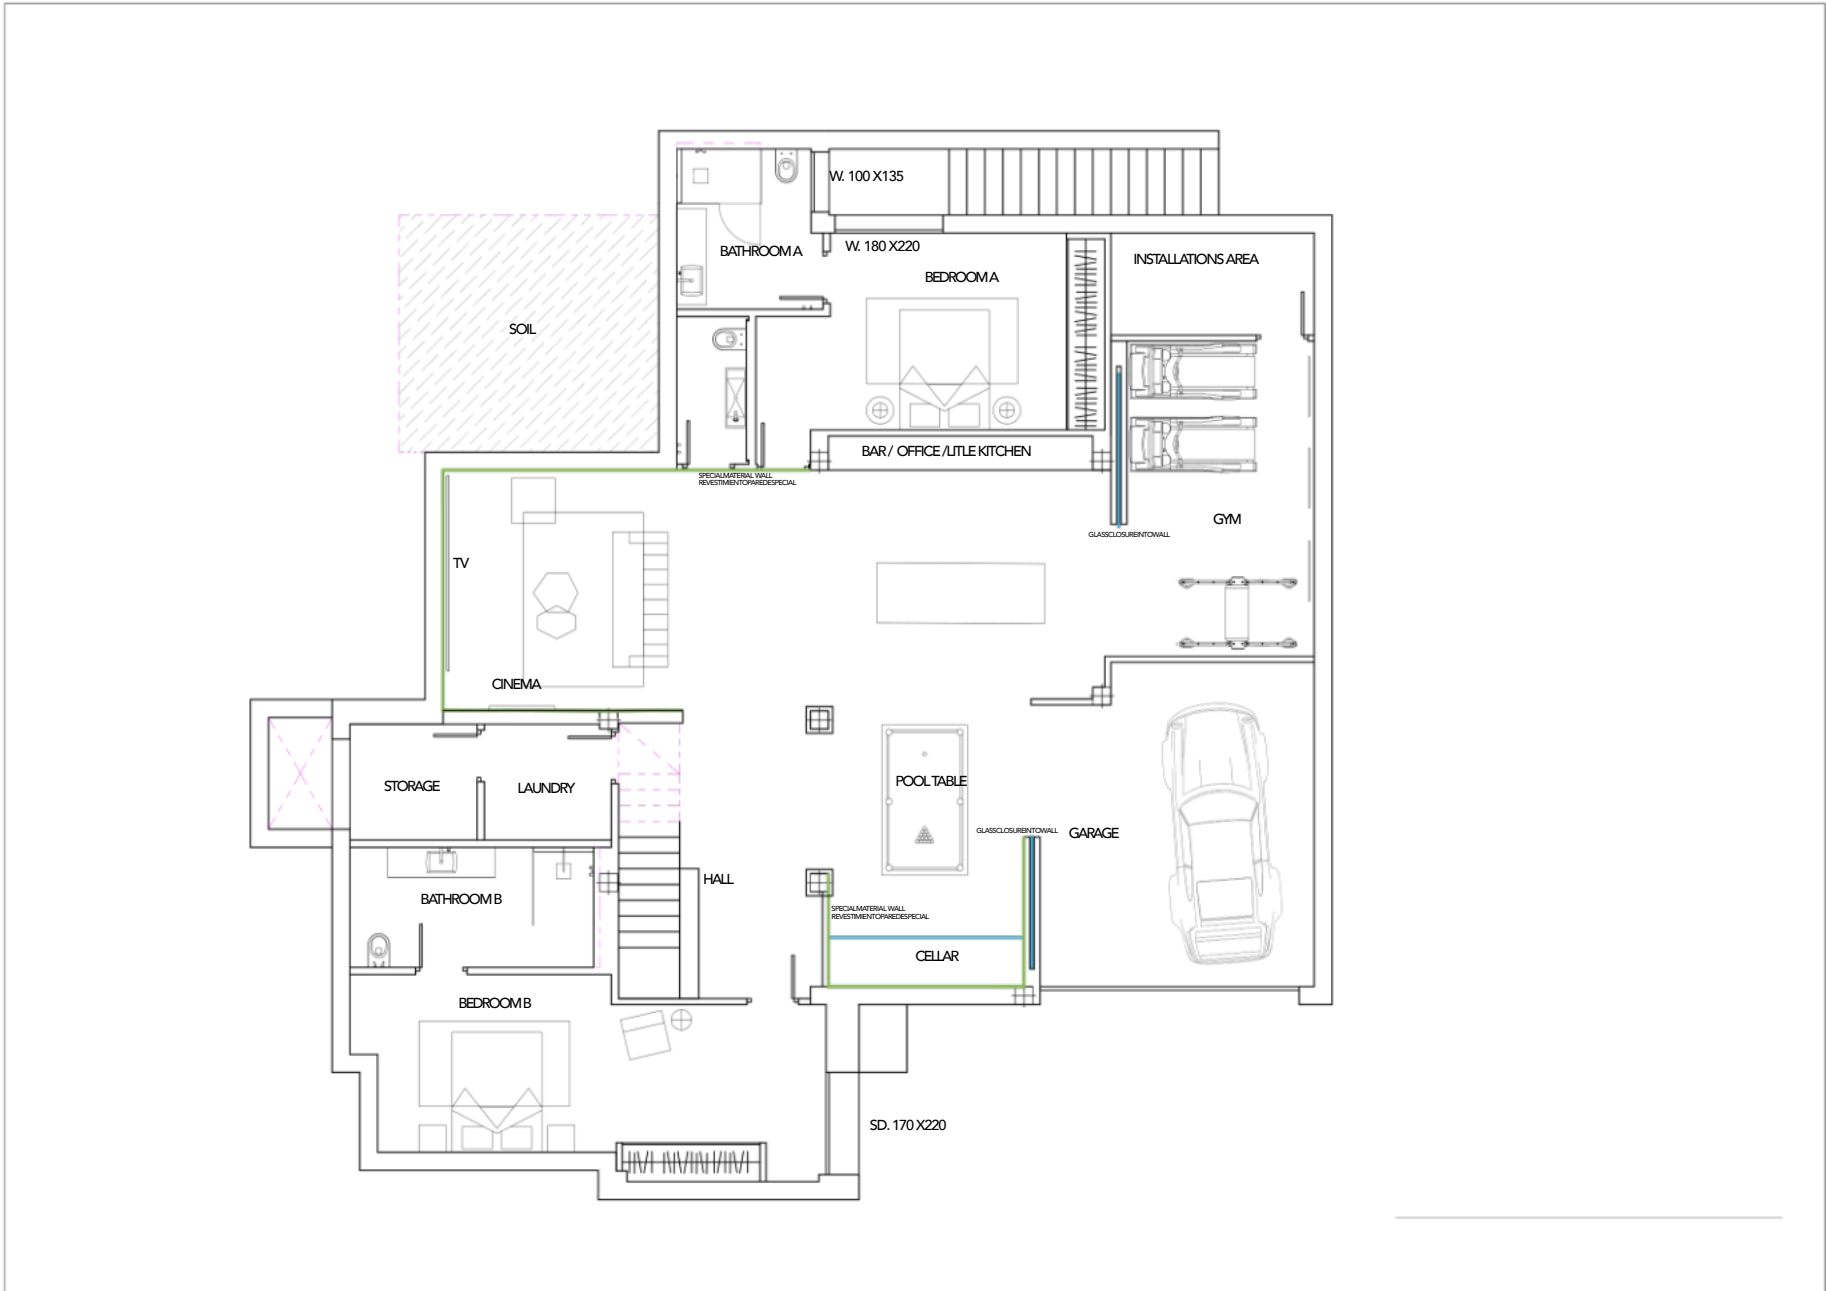 W. 100 X135
W. 180 X220
BATHROOM A
BEDROOM A
INSTALLATIONS AREA
SOIL
BAR / OFFICE /LITLE KITCHEN
SPECIALMATERIAL WALL
REVESTIMIENTOPAREDESPECIAL
GYM
GLASSCLOSUREINTOWALL
TV
CINEMA
STORAGE
LAUNDRY
POOL TABLE
GLASSCLOSUREINTOWALL
GARAGE
HALL
BATHROOM B
SPECIALMATERIAL WALL
REVESTIMIENTOPAREDESPECIAL
CELLAR
BEDROOM B
SD. 170 X220